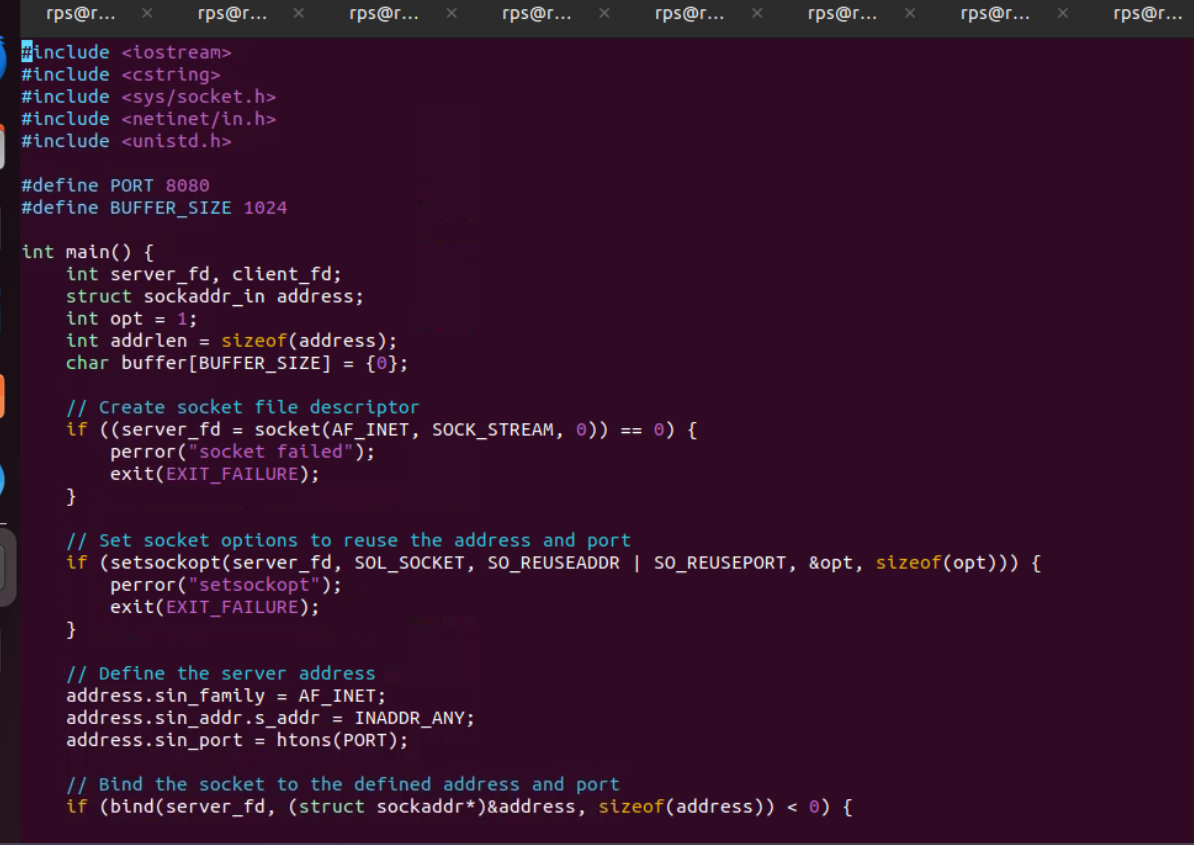 rps@r... × rps@r... × rps@r... × rps@r... × rps@r... × rps@r... × rps@r... × rps@r...
#include <iostream>
#include <cstring>
#include <sys/socket.h>
#include <netinet/in.h>
#include <unistd.h>

#define PORT 8080
#define BUFFER_SIZE 1024

int main() {
    int server_fd, client_fd;
    struct sockaddr_in address;
    int opt = 1;
    int addrlen = sizeof(address);
    char buffer[BUFFER_SIZE] = {0};

    // Create socket file descriptor
    if ((server_fd = socket(AF_INET, SOCK_STREAM, 0)) == 0) {
        perror("socket failed");
        exit(EXIT_FAILURE);
    }

    // Set socket options to reuse the address and port
    if (setsockopt(server_fd, SOL_SOCKET, SO_REUSEADDR | SO_REUSEPORT, &opt, sizeof(opt))) {
        perror("setsockopt");
        exit(EXIT_FAILURE);
    }

    // Define the server address
    address.sin_family = AF_INET;
    address.sin_addr.s_addr = INADDR_ANY;
    address.sin_port = htons(PORT);

    // Bind the socket to the defined address and port
    if (bind(server_fd, (struct sockaddr*)&address, sizeof(address)) < 0) {